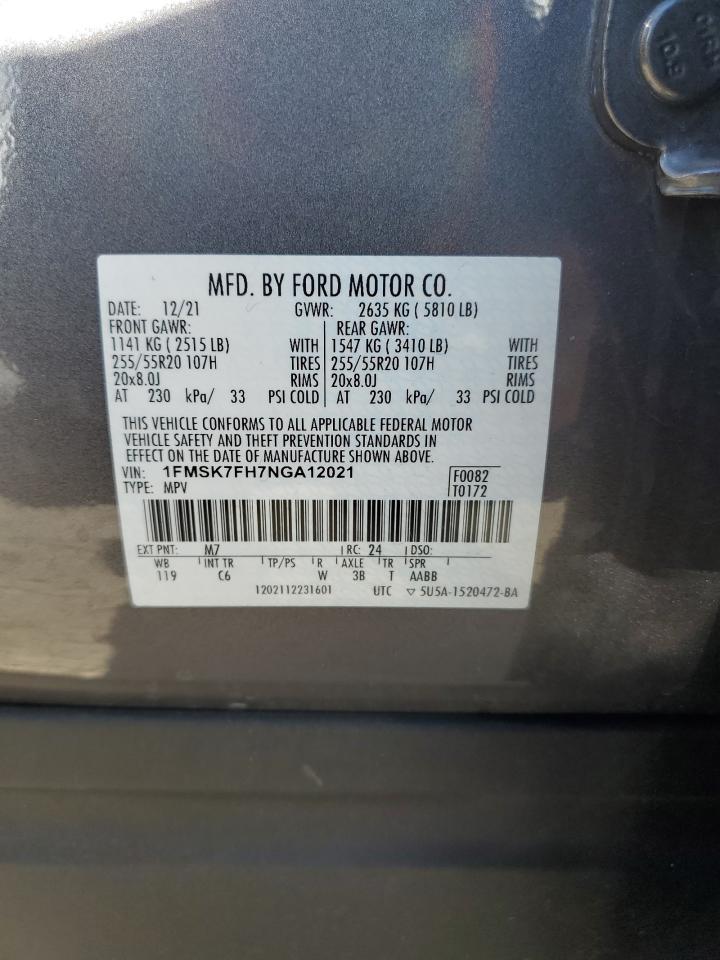 MFD. BY FORD MOTOR CO.
DATE: 12/21 GVWR: 2635 KG ( 5810 LB)
FRONT GAWR: REAR GAWR:
1141 KG ( 2515 LB) WITH 1547 KG ( 3410 LB) WITH
255/55R20 107H TIRES 255/55R20 107H TIRES
20x8.0J RIMS 20x8.0J RIMS
AT 230 kPa/ 33 PSI COLD AT 230 kPa/ 33 PSI COLD
THIS VEHICLE CONFORMS TO ALL APPLICABLE FEDERAL MOTOR
VEHICLE SAFETY AND THEFT PREVENTION STANDARDS IN
EFFECT ON THE DATE OF MANUFACTURE SHOWN ABOVE.
VIN: 1FMSK7FH7NGA12021 F0082
TYPE: MPV T0172
EXT PNT: M7 RC: 24 DSO:
WB INT TR TP/PS R AXLE TR SPR
119 C6 W 3B T AABB
1202112231601 UTC ▽ 5U5A-1520472-BA